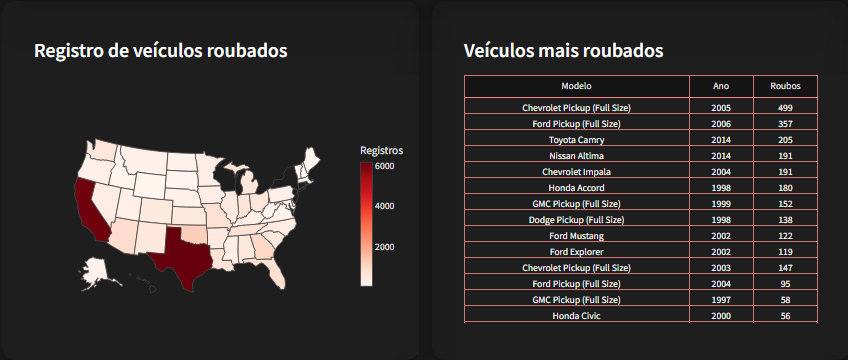 Registro de veículos roubados
Registros
6000
4000
2000
Veículos mais roubados
Modelo Ano Roubos
Chevrolet Pickup (Full Size) 2005 499
Ford Pickup (Full Size) 2006 357
Toyota Camry 2014 205
Nissan Altima 2014 191
Chevrolet Impala 2004 191
Honda Accord 1998 180
GMC Pickup (Full Size) 1999 152
Dodge Pickup (Full Size) 1998 138
Ford Mustang 2002 122
Ford Explorer 2002 119
Chevrolet Pickup (Full Size) 2003 147
Ford Pickup (Full Size) 2004 95
GMC Pickup (Full Size) 1997 58
Honda Civic 2000 56